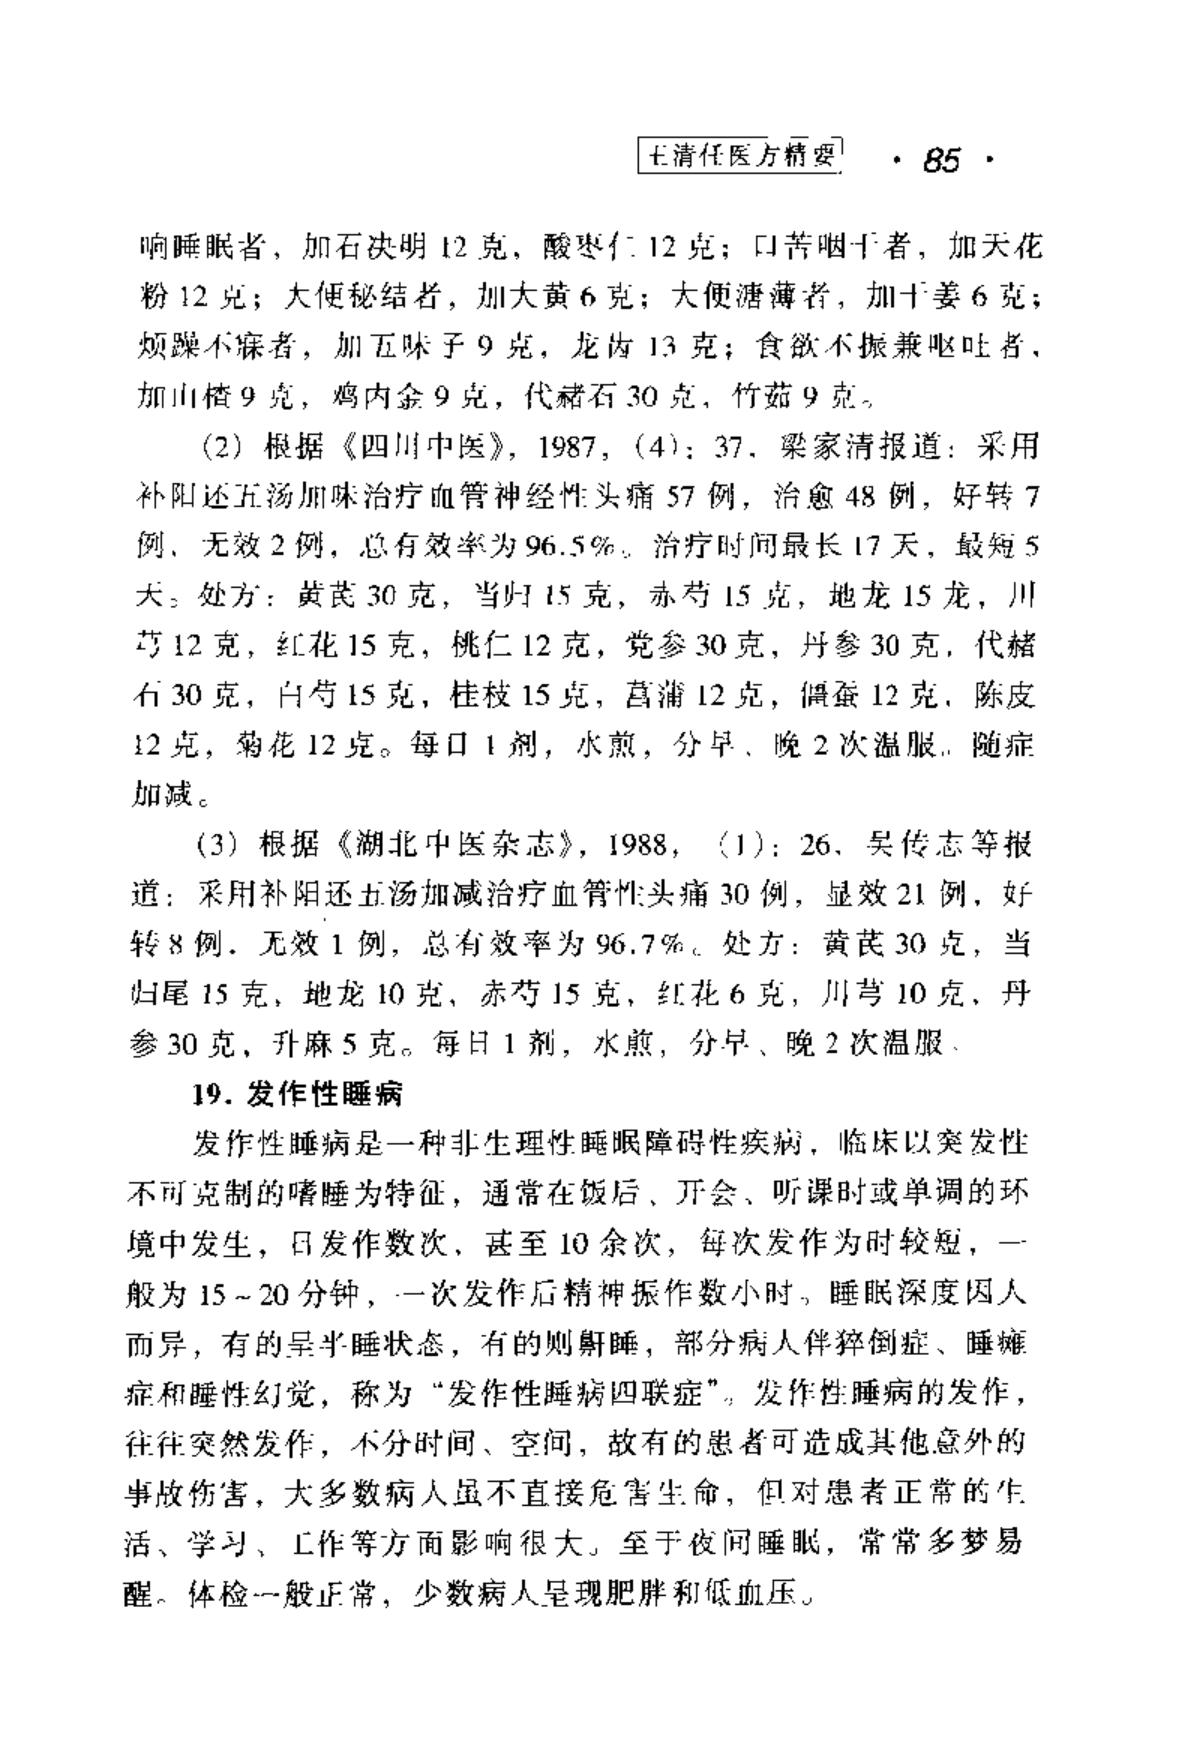 王清任医方精要 · 85 ·
响睡眠者，加石决明 12 克，酸枣仁 12 克；口苦咽干者，加天花
粉 12 克；大便秘结者，加大黄 6 克；大便溏薄者，加干姜 6 克；
烦躁不寐者，加五味子 9 克，龙齿 13 克；食欲不振兼呕吐者，
加山楂 9 克，鸡内金 9 克，代赭石 30 克，竹茹 9 克。
（2）根据《四川中医》，1987，（4）：37．梁家清报道：采用
补阳还五汤加味治疗血管神经性头痛 57 例，治愈 48 例，好转 7
例，无效 2 例，总有效率为 96.5%。治疗时间最长 17 天，最短 5
天。处方：黄芪 30 克，当归 15 克，赤芍 15 克，地龙 15 龙，川
芎 12 克，红花 15 克，桃仁 12 克，党参 30 克，丹参 30 克，代赭
石 30 克，白芍 15 克，桂枝 15 克，菖蒲 12 克，僵蚕 12 克，陈皮
12 克，菊花 12 克。每日 1 剂，水煎，分早、晚 2 次温服。随症
加减。
（3）根据《湖北中医杂志》，1988，（1）：26．吴传志等报
道：采用补阳还五汤加减治疗血管性头痛 30 例，显效 21 例，好
转 8 例．无效 1 例，总有效率为 96.7%。处方：黄芪 30 克，当
归尾 15 克，地龙 10 克，赤芍 15 克，红花 6 克，川芎 10 克，丹
参 30 克，升麻 5 克。每日 1 剂，水煎，分早、晚 2 次温服、
19. 发作性睡病
发作性睡病是一种非生理性睡眠障碍性疾病，临床以突发性
不可克制的嗜睡为特征，通常在饭后、开会、听课时或单调的环
境中发生，日发作数次，甚至 10 余次，每次发作为时较短，一
般为 15～20 分钟，一次发作后精神振作数小时。睡眠深度因人
而异，有的呈半睡状态，有的则鼾睡，部分病人伴猝倒症、睡瘫
症和睡性幻觉，称为“发作性睡病四联症”。发作性睡病的发作，
往往突然发作，不分时间、空间，故有的患者可造成其他意外的
事故伤害，大多数病人虽不直接危害生命，但对患者正常的生
活、学习、工作等方面影响很大。至于夜间睡眠，常常多梦易
醒。体检一般正常，少数病人呈现肥胖和低血压。